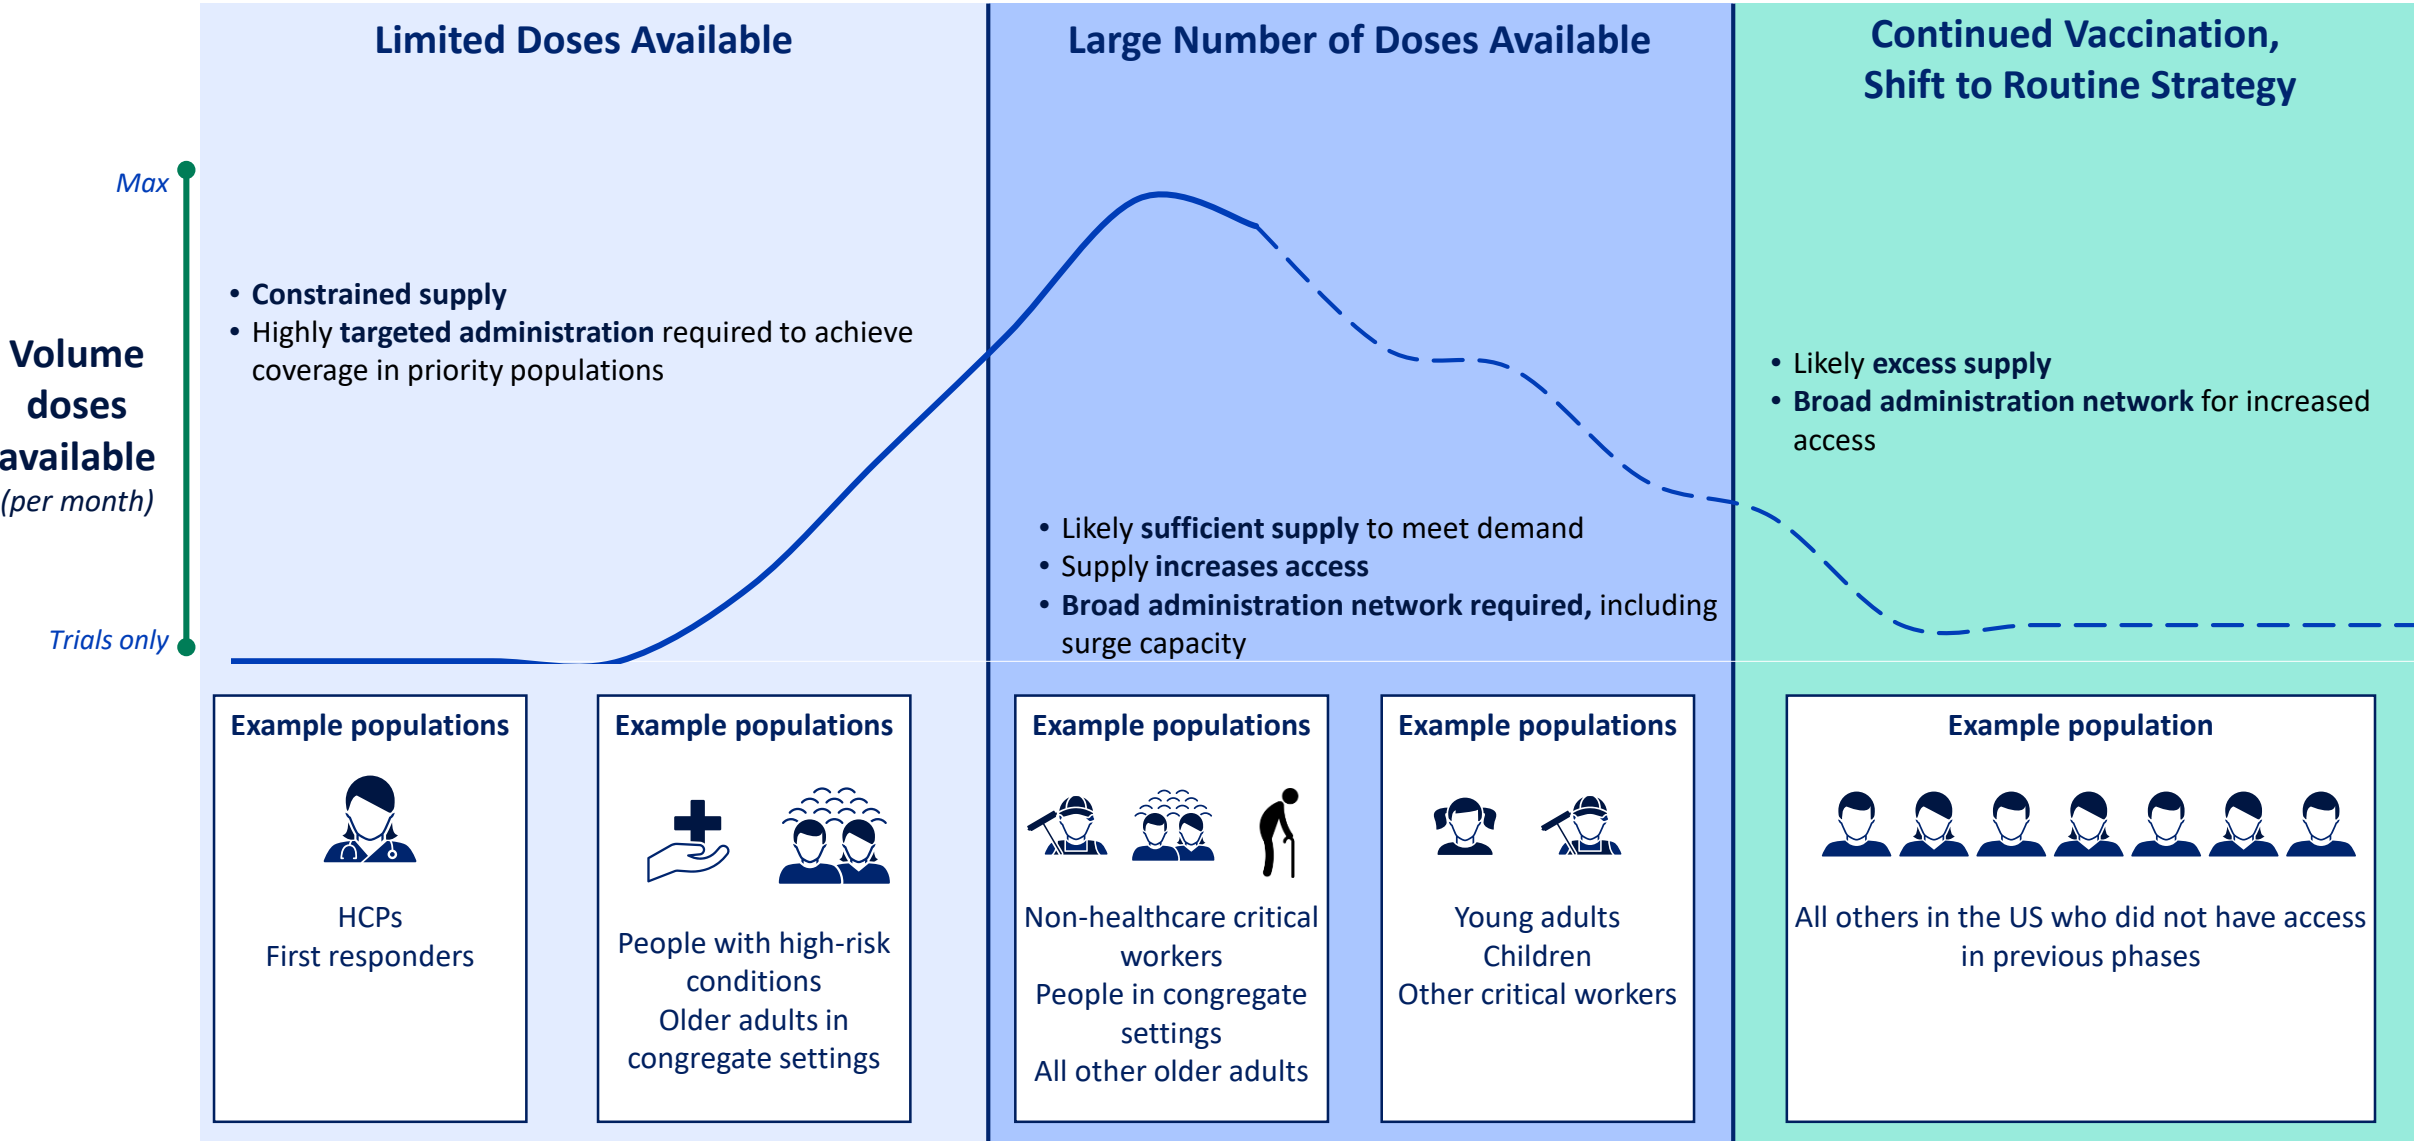 Limited Doses Available
Large Number of Doses Available
Continued Vaccination,
Shift to Routine Strategy
Max
Volume
doses
available
(per month)
Trials only
• Constrained supply
• Highly targeted administration required to achieve
coverage in priority populations
• Likely sufficient supply to meet demand
• Supply increases access
• Broad administration network required, including
surge capacity
• Likely excess supply
• Broad administration network for increased
access
Example populations
HCPs
First responders
Example populations
People with high-risk
conditions
Older adults in
congregate settings
Example populations
Non-healthcare critical
workers
People in congregate
settings
All other older adults
Example populations
Young adults
Children
Other critical workers
Example population
All others in the US who did not have access
in previous phases